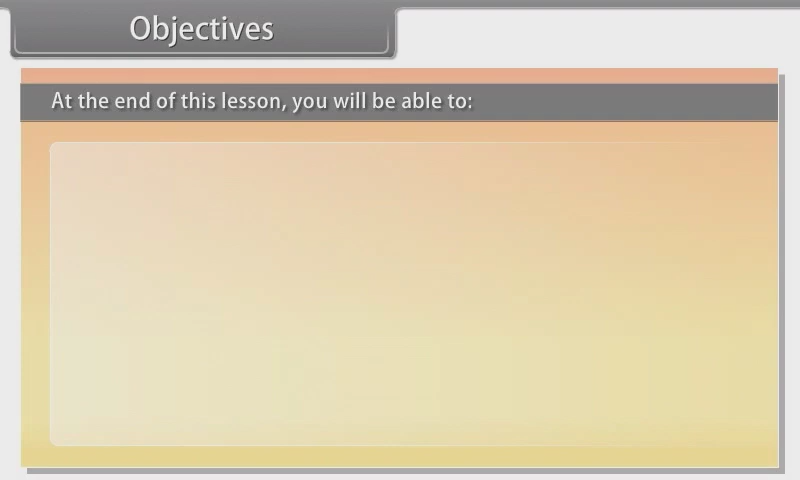 Objectives
At the end of this lesson, you will be able to: